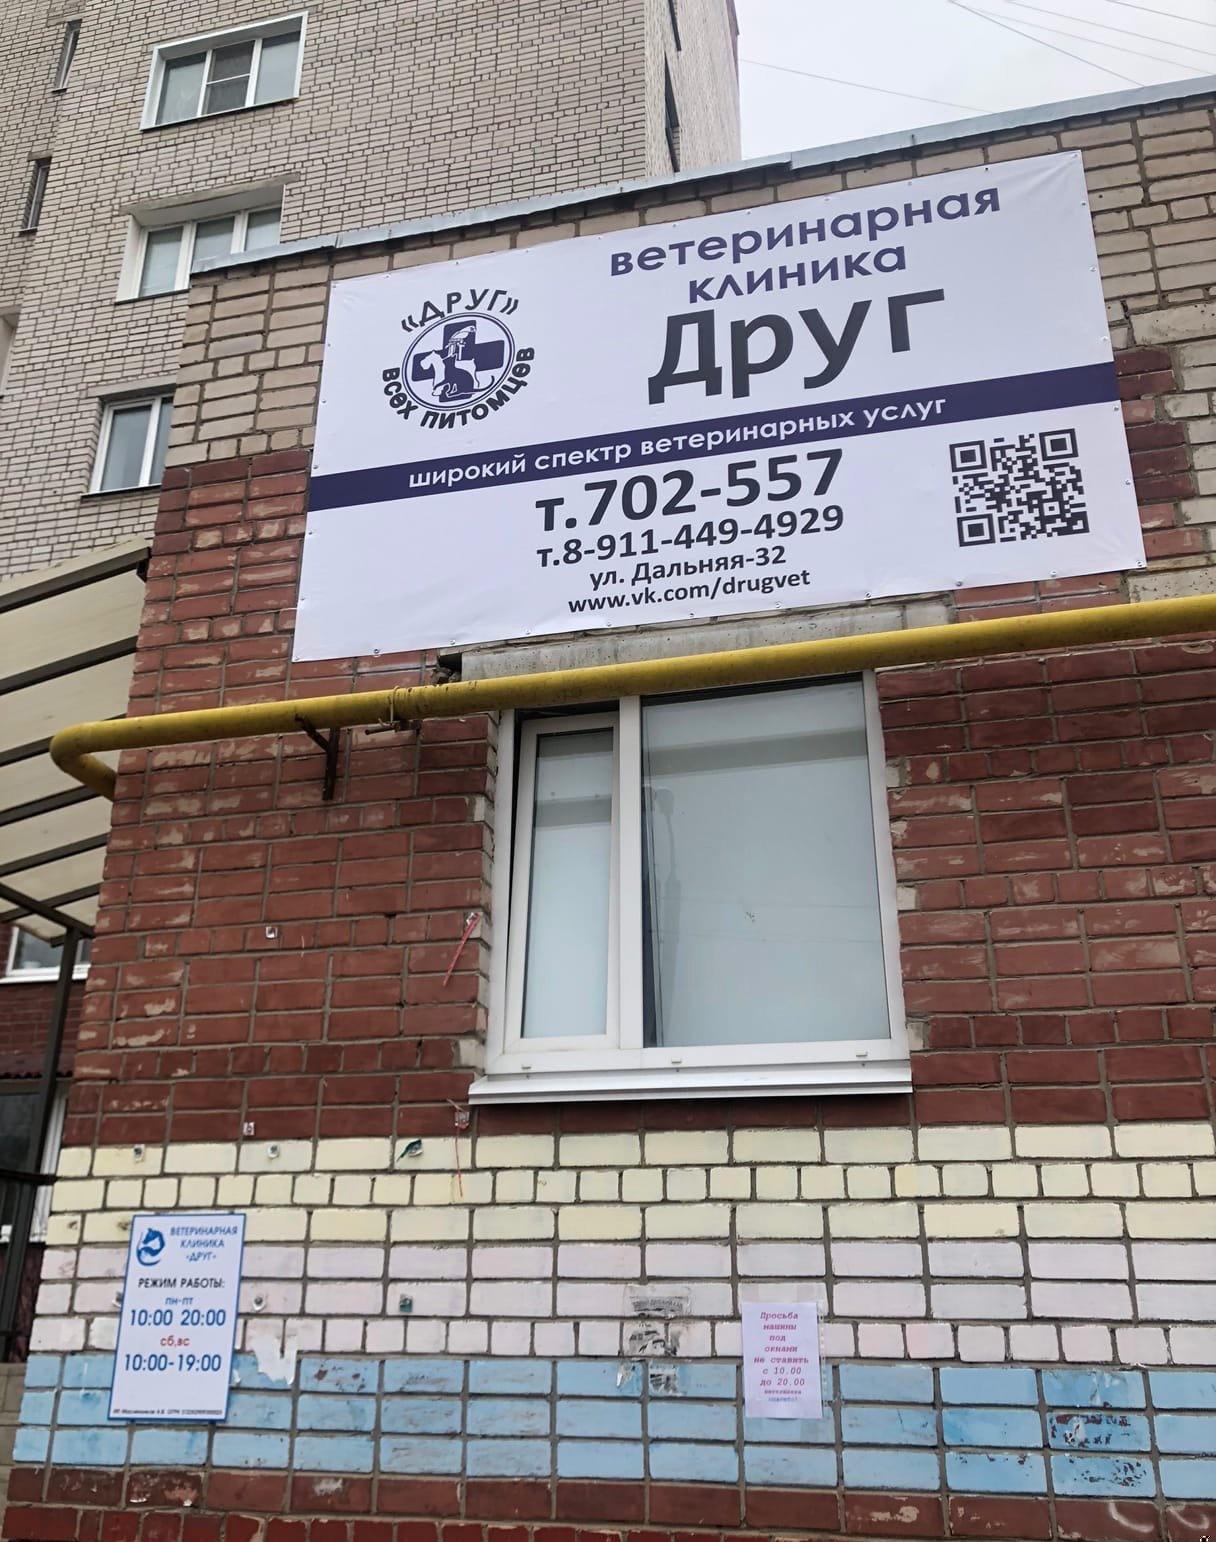 ветеринарная
клиника
Друг
«ДРУГ»
ВСЕХ ПИТОМЦЕВ
широкий спектр ветеринарных услуг
т.702-557
т.8-911-449-4929
ул. Дальняя-32
www.vk.com/drugvet
ВЕТЕРИНАРНАЯ
КЛИНИКА
«ДРУГ»
РЕЖИМ РАБОТЫ:
ПН-ПТ
10:00 20:00
сб,вс
10:00-19:00
Просьба
машины
под
окнами
не ставить
с 10.00
до 20.00